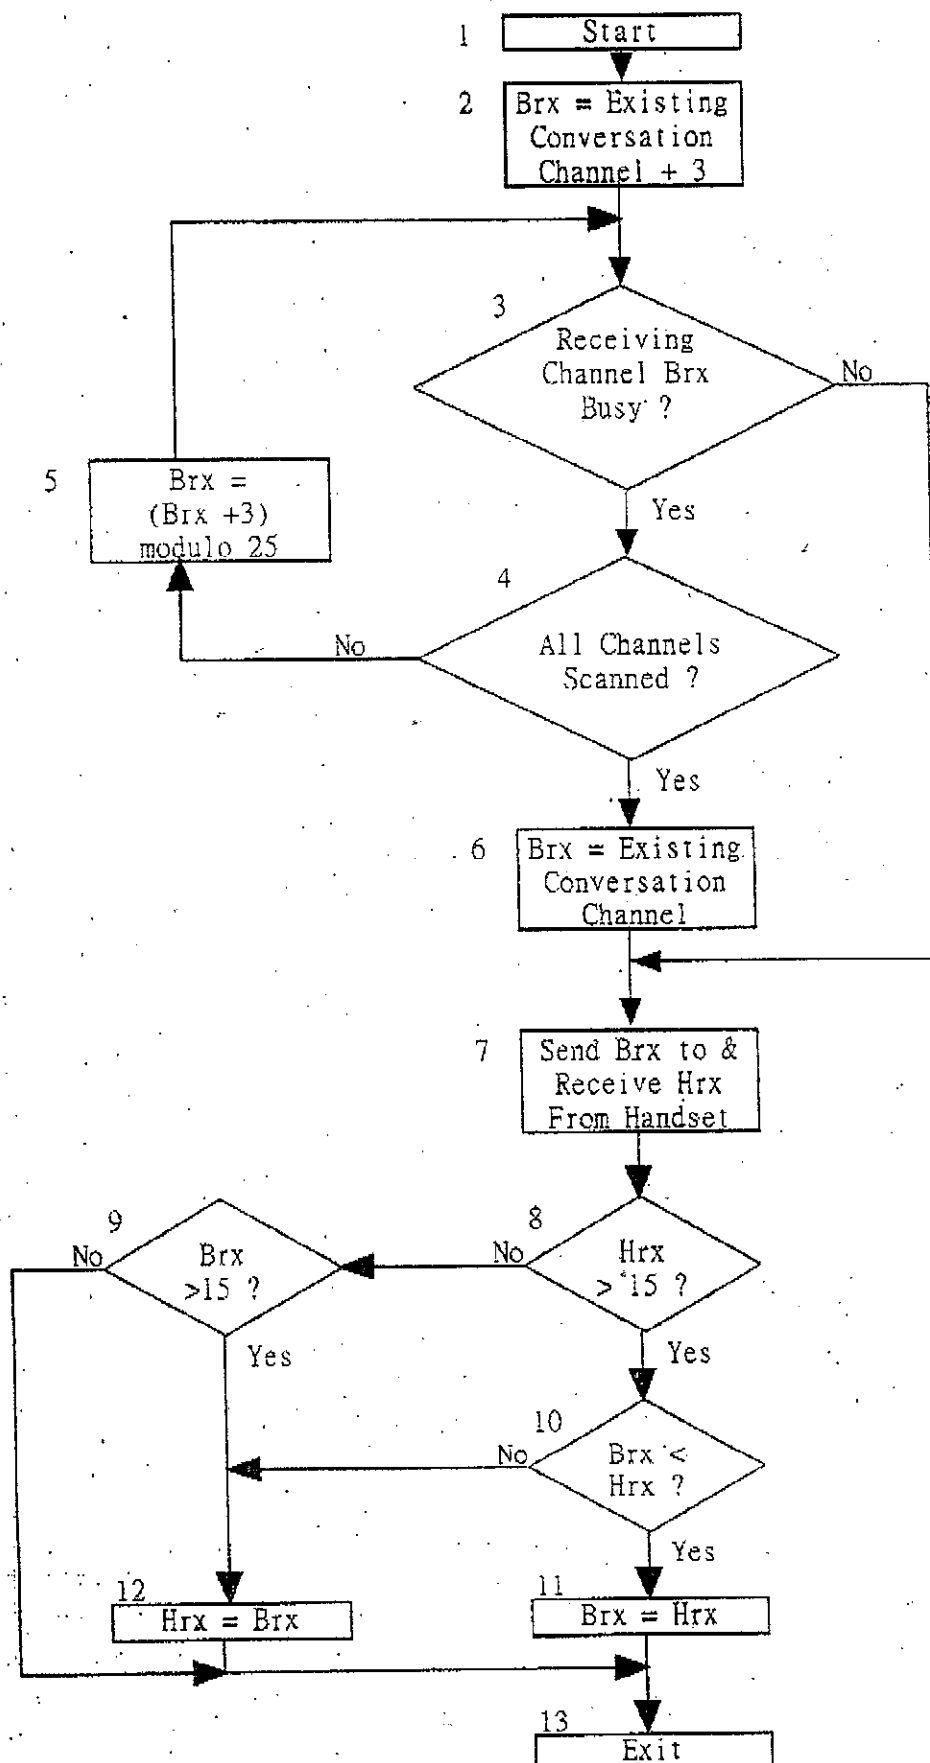 1
Start
2
Brx = Existing
Conversation
Channel + 3
3
Receiving
Channel Brx
Busy ?
No
Yes
5
Brx =
(Brx +3)
modulo 25
4
All Channels
Scanned ?
No
Yes
6
Brx = Existing
Conversation
Channel
7
Send Brx to &
Receive Hrx
From Handset
8
Hrx
> 15 ?
No
Yes
9
Brx
>15 ?
No
Yes
10
Brx <
Hrx ?
No
Yes
12
Hrx = Brx
11
Brx = Hrx
13
Exit